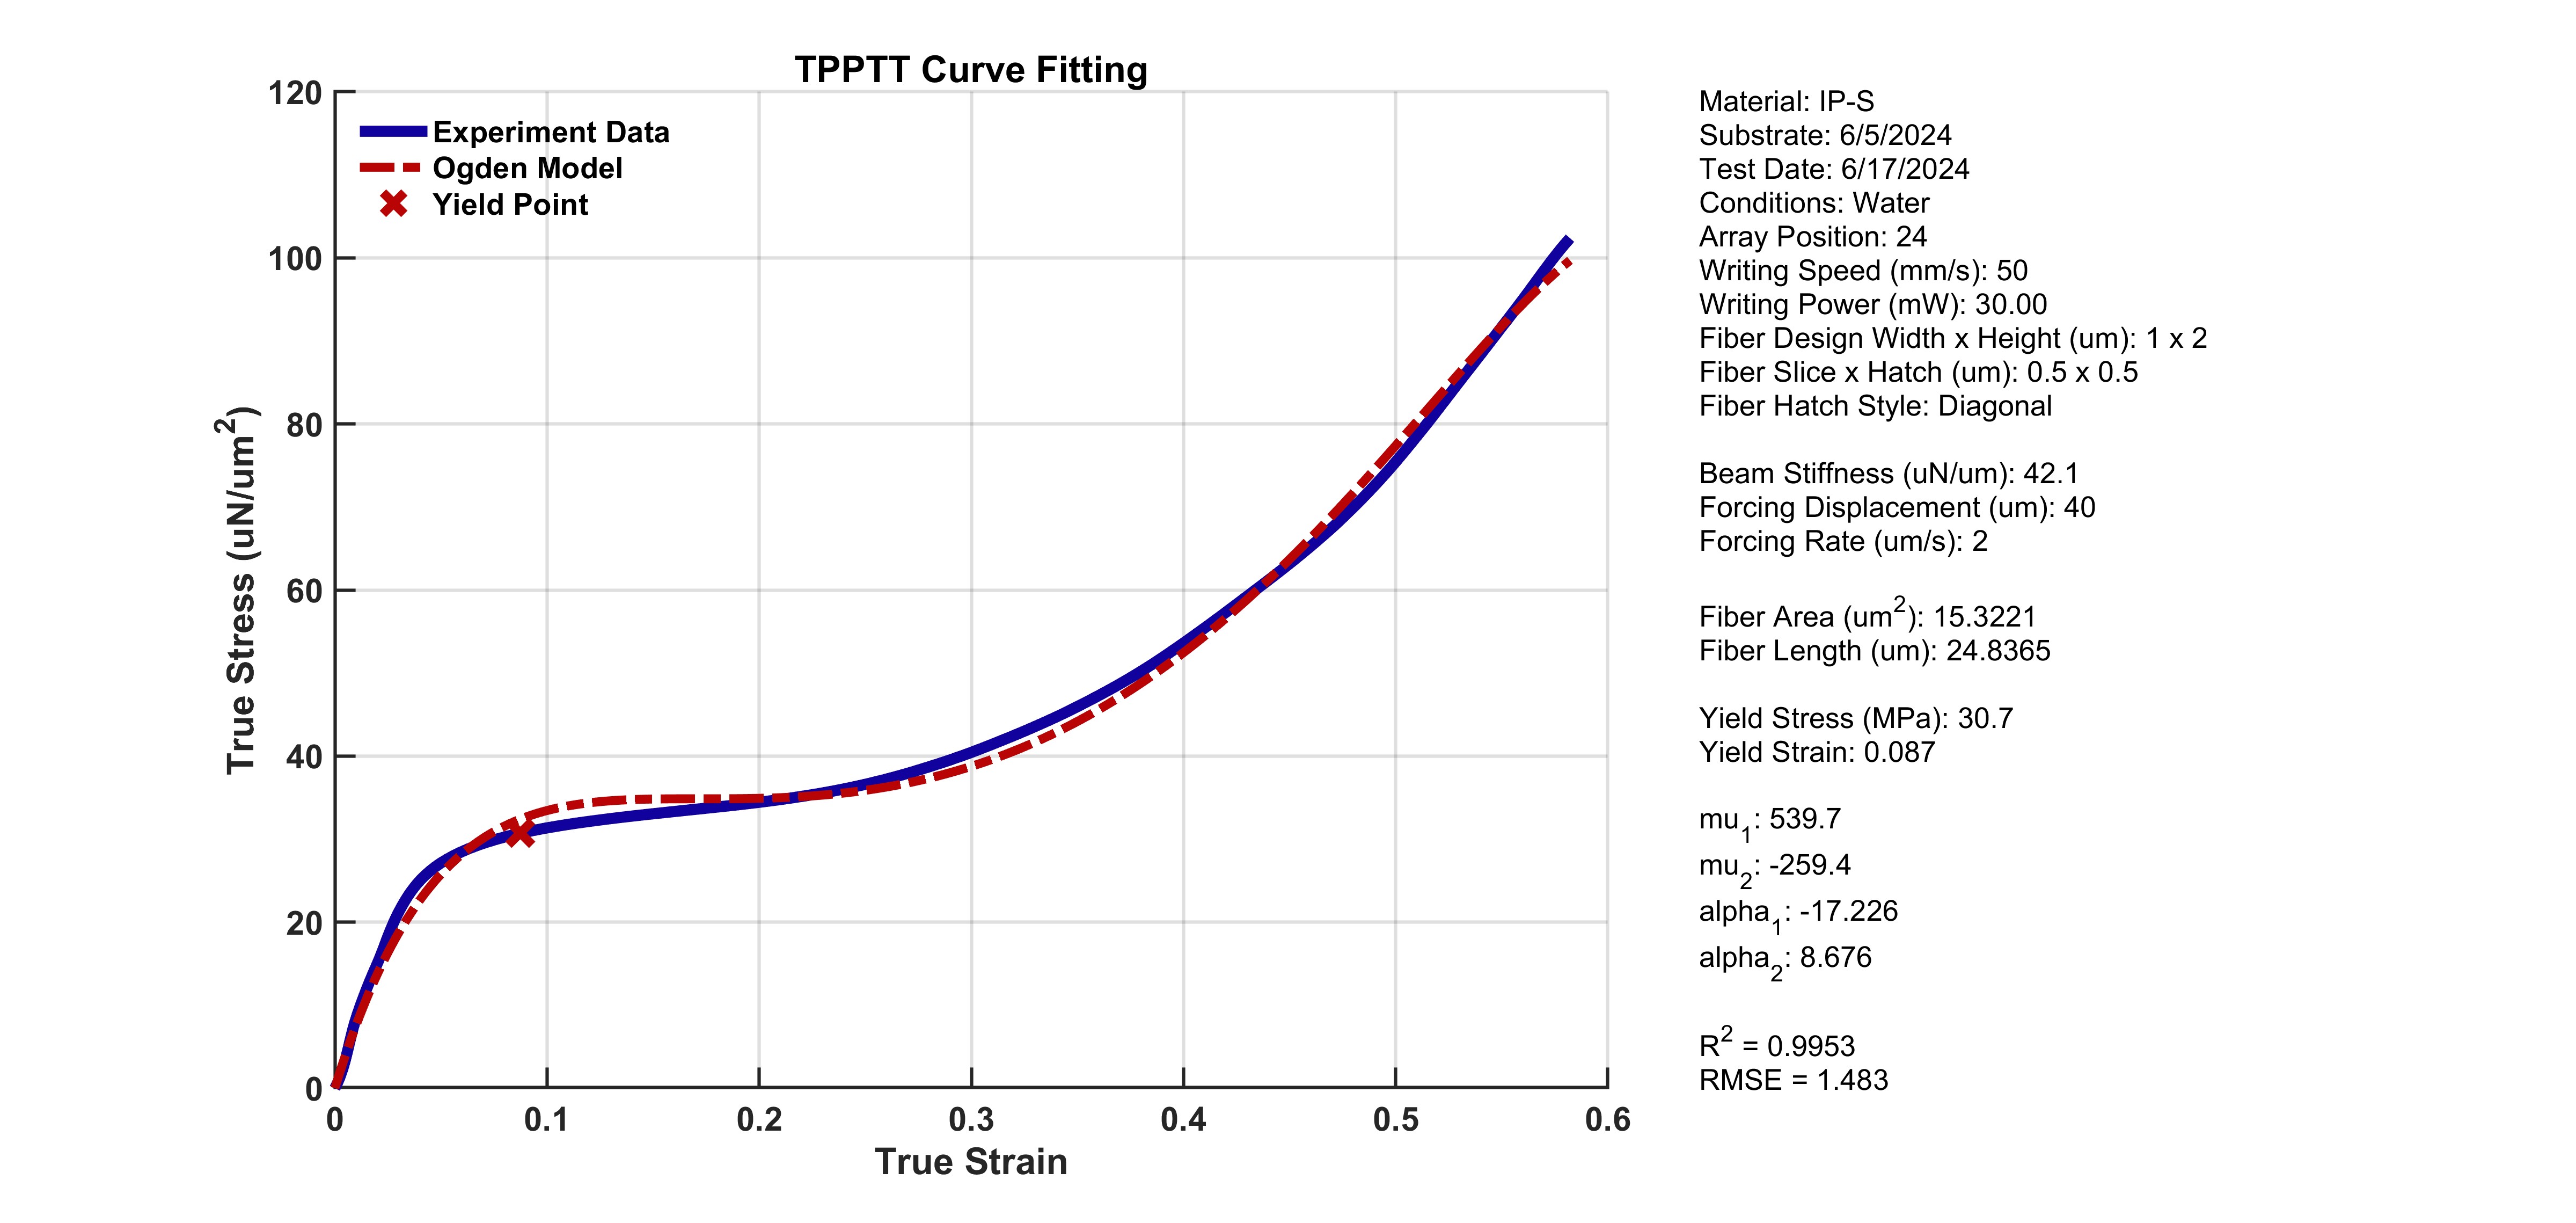 TPPTT Curve Fitting
120
100
80
60
40
20
0
True Stress (uN/um²)
Experiment Data
Ogden Model
Yield Point
0 0.1 0.2 0.3 0.4 0.5 0.6
True Strain
Material: IP-S
Substrate: 6/5/2024
Test Date: 6/17/2024
Conditions: Water
Array Position: 24
Writing Speed (mm/s): 50
Writing Power (mW): 30.00
Fiber Design Width x Height (um): 1 x 2
Fiber Slice x Hatch (um): 0.5 x 0.5
Fiber Hatch Style: Diagonal
Beam Stiffness (uN/um): 42.1
Forcing Displacement (um): 40
Forcing Rate (um/s): 2
Fiber Area (um²): 15.3221
Fiber Length (um): 24.8365
Yield Stress (MPa): 30.7
Yield Strain: 0.087
mu₁: 539.7
mu₂: -259.4
alpha₁: -17.226
alpha₂: 8.676
R² = 0.9953
RMSE = 1.483